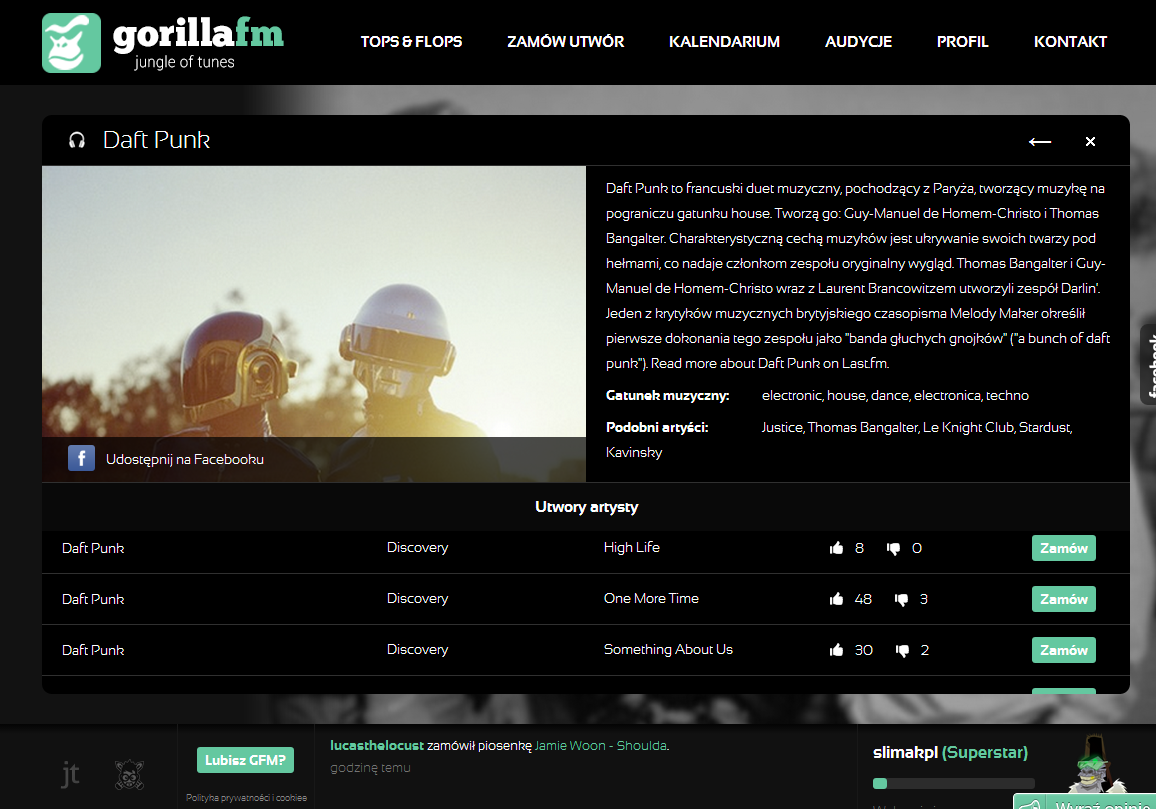 gorillafm
jungle of tunes
TOPS & FLOPS ZAMÓW UTWÓR KALENDARIUM AUDYCJE PROFIL KONTAKT
Daft Punk
Daft Punk to francuski duet muzyczny, pochodzący z Paryża, tworzący muzykę na
pograniczu gatunku house. Tworzą go: Guy-Manuel de Homem-Christo i Thomas
Bangalter. Charakterystyczną cechą muzyków jest ukrywanie swoich twarzy pod
hełmami, co nadaje członkom zespołu oryginalny wygląd. Thomas Bangalter i Guy-
Manuel de Homem-Christo wraz z Laurent Brancowitzem utworzyli zespół Darlin'.
Jeden z krytyków muzycznych brytyjskiego czasopisma Melody Maker określił
pierwsze dokonania tego zespołu jako "banda głuchych gnojków" ("a bunch of daft
punk"). Read more about Daft Punk on Last.fm.
Gatunek muzyczny: electronic, house, dance, electronica, techno
Podobni artyści: Justice, Thomas Bangalter, Le Knight Club, Stardust,
Kavinsky
facebook
f Udostępnij na Facebooku
Utwory artysty
Daft Punk Discovery High Life 8 0 Zamów
Daft Punk Discovery One More Time 48 3 Zamów
Daft Punk Discovery Something About Us 30 2 Zamów
jt
Lubisz GFM?
Polityka prywatności i cookies
lucasthelocust zamówił piosenkę Jamie Woon - Shoulda.
godzinę temu
slimakpl (Superstar)
Wyraź opinię